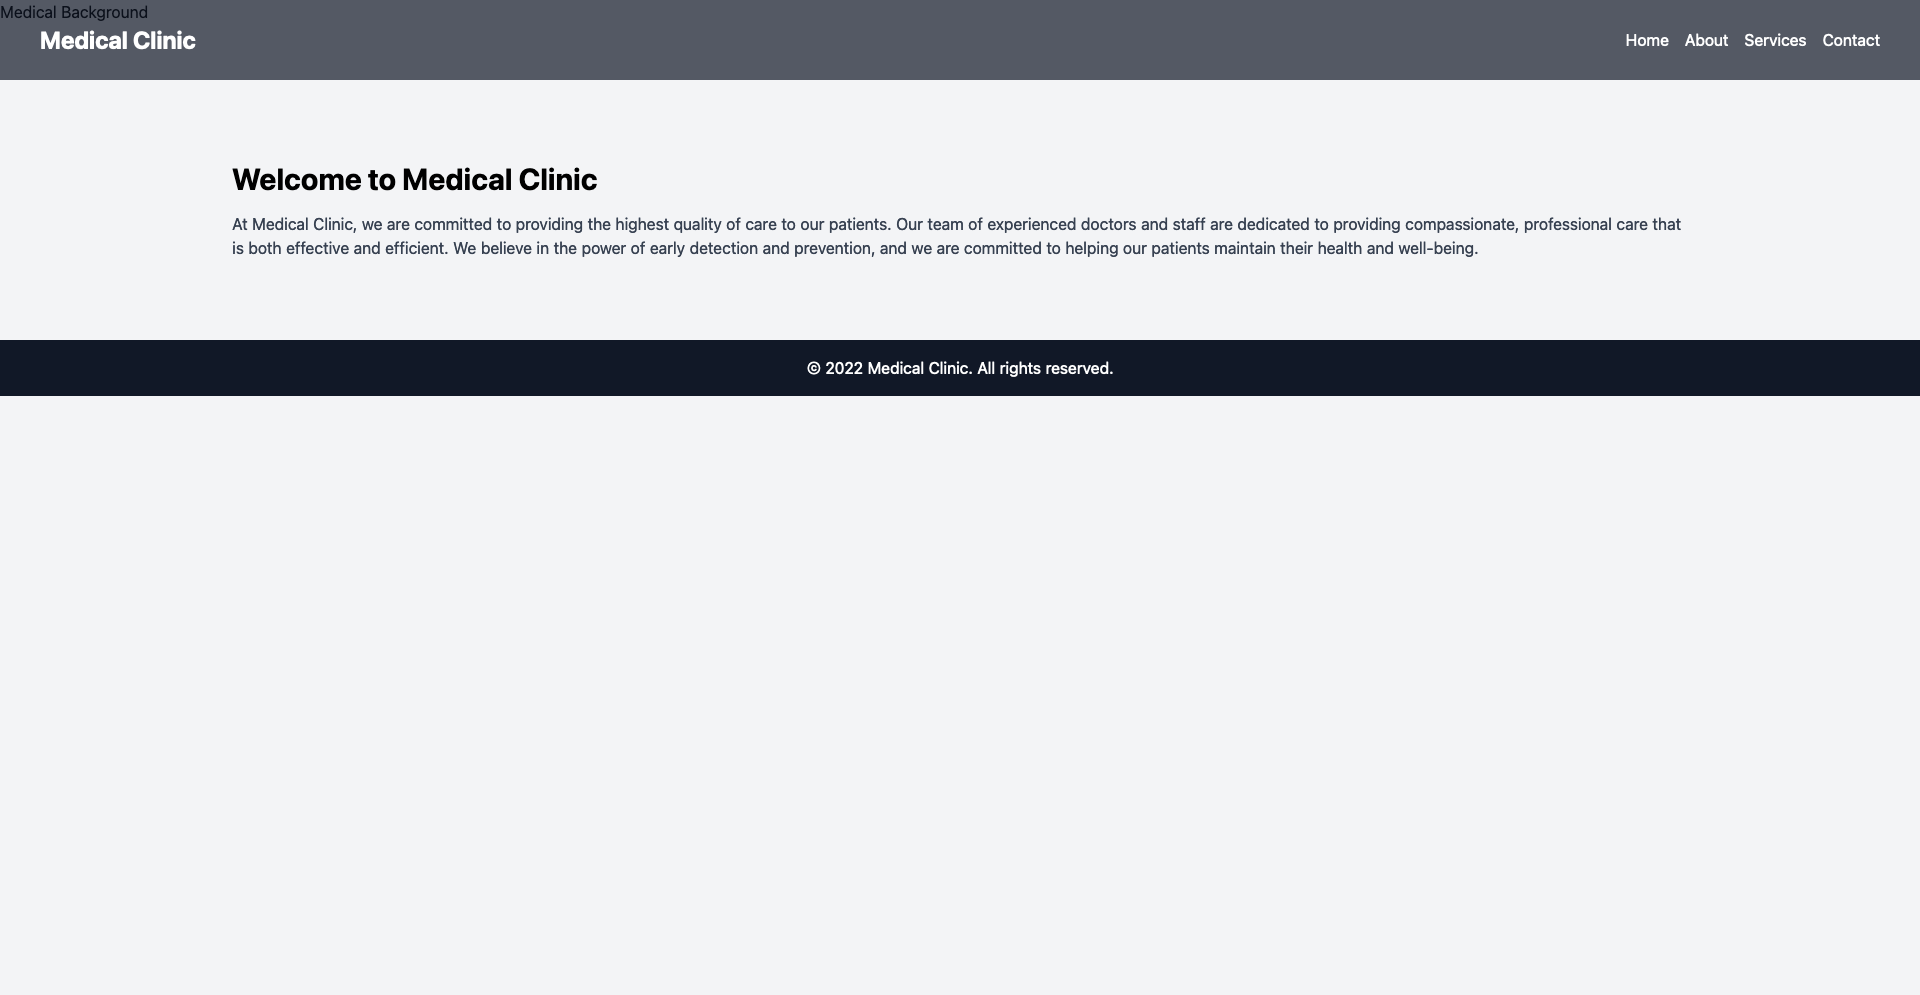 Medical Background
Medical Clinic
Home About Services Contact
Welcome to Medical Clinic
At Medical Clinic, we are committed to providing the highest quality of care to our patients. Our team of experienced doctors and staff are dedicated to providing compassionate, professional care that
is both effective and efficient. We believe in the power of early detection and prevention, and we are committed to helping our patients maintain their health and well-being.
© 2022 Medical Clinic. All rights reserved.